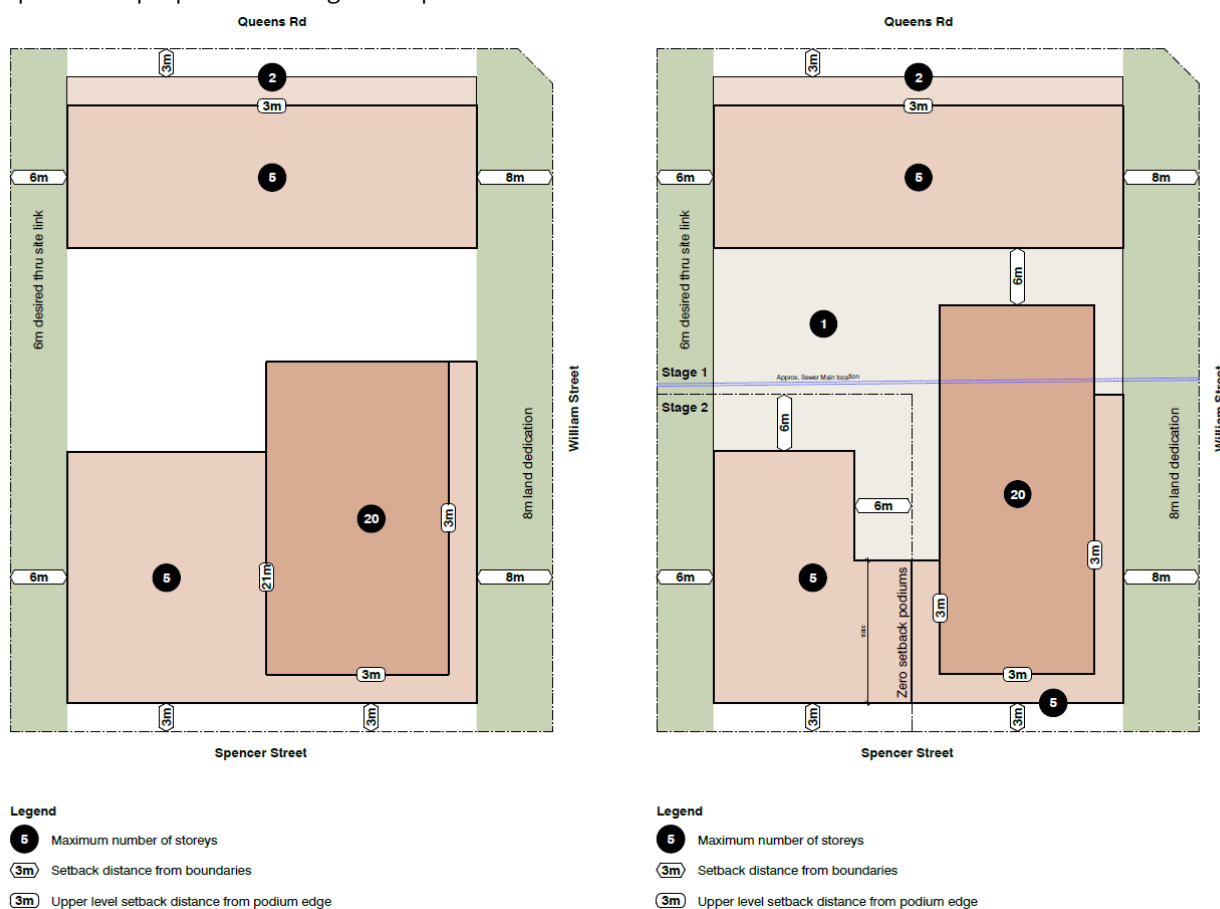 Queens Rd
3m
2
3m
5
6m
8m
6m desired thru site link
William Street
8m land dedication
20
3m
5
21m
6m
8m
3m
3m
3m
Spencer Street
Legend
5 Maximum number of storeys
3m Setback distance from boundaries
3m Upper level setback distance from podium edge
Queens Rd
3m
2
3m
5
6m
8m
6m desired thru site link
6m
1
Stage 1
Approx. Sewer Main location
Stage 2
William Street
6m
8m land dedication
20
6m
3m
5
6m
8m
3m
Zero setback podiums
3m
5
3m
3m
Spencer Street
Legend
5 Maximum number of storeys
3m Setback distance from boundaries
3m Upper level setback distance from podium edge